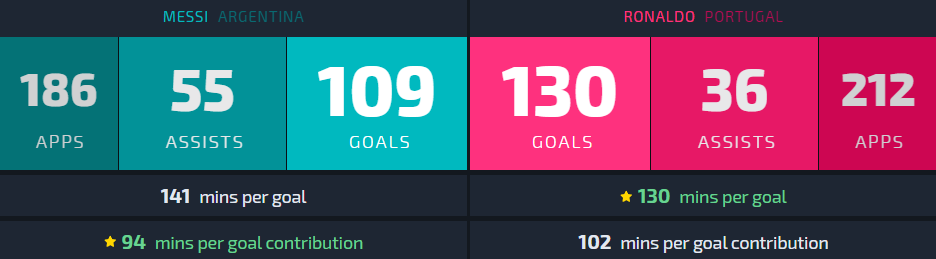 MESSI ARGENTINA
186 APPS
55 ASSISTS
109 GOALS
141 mins per goal
94 mins per goal contribution
RONALDO PORTUGAL
130 GOALS
36 ASSISTS
212 APPS
130 mins per goal
102 mins per goal contribution